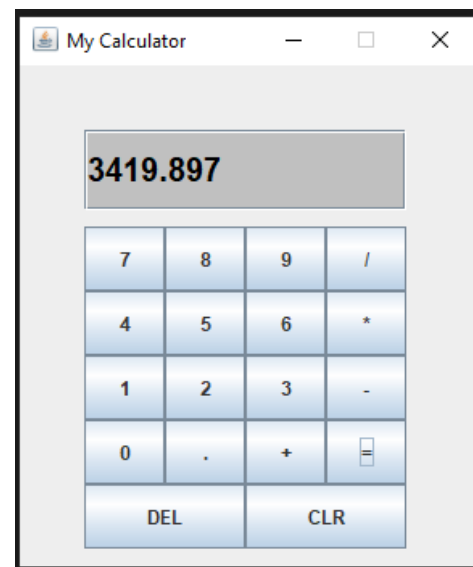 My Calculator
3419.897
7 8 9 /
4 5 6 *
1 2 3 -
0 . + =
DEL CLR